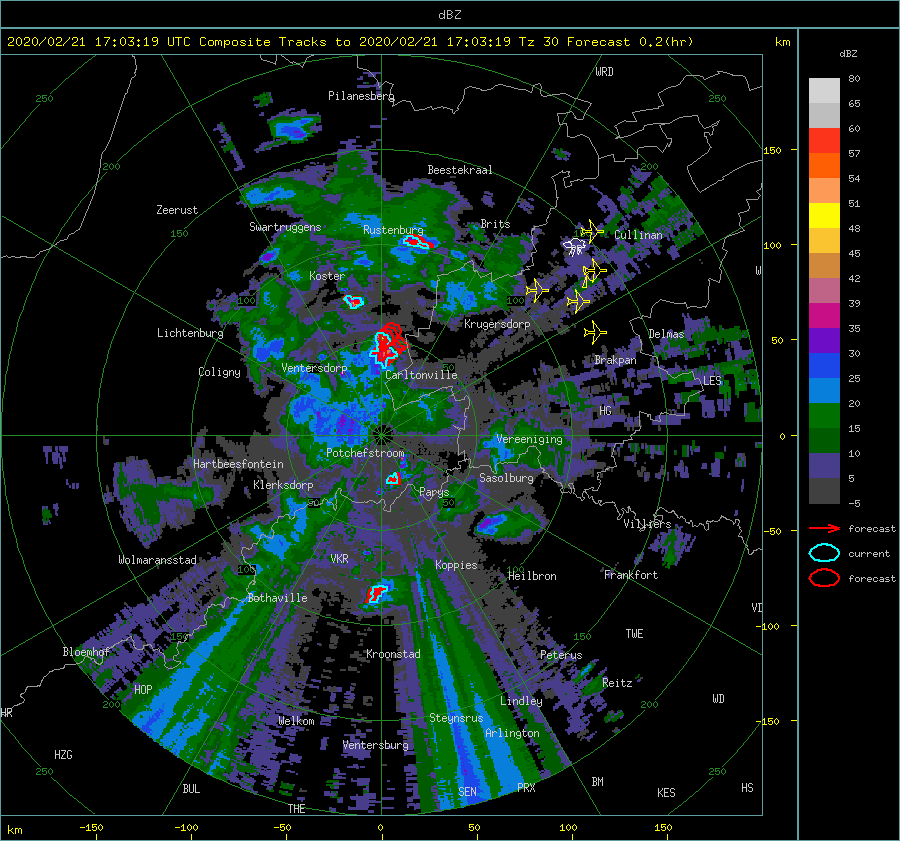 dBZ
2020/02/21 17:03:19 UTC Composite Tracks to 2020/02/21 17:03:19 Tz 30 Forecast 0.2(hr)
km
dBZ
80
65
60
57
54
51
48
45
42
39
35
30
25
20
15
10
5
-5
forecast
current
forecast
WRD
250
Pilanesberg
250
150
200
Beestekraal
200
Zeerust
150
Swartruggens
Rustenburg
Brits
Cullinan
100
Koster
W
100
100
Lichtenburg
Krugersdorp
Delmas
50
Coligny
Ventersdorp
Carltonville
Brakpan
LES
HG
Vereeniging
0
Potchefstroom
Hartbeesfontein
Klerksdorp
Parys
Sasolburg
50
50
Villiers
-50
Wolmaransstad
VKR
Koppies
100
100
Heilbron
Frankfort
Bothaville
VD
-100
150
150
TWE
Bloemhof
Kroonstad
Peterus
HOP
Reitz
200
200
WD
HR
Lindley
Welkom
Steynsrus
-150
Arlington
HZG
Ventersburg
250
250
BUL
SEN
PRX
BM
KES
HS
THE
km
-150
-100
-50
0
50
100
150